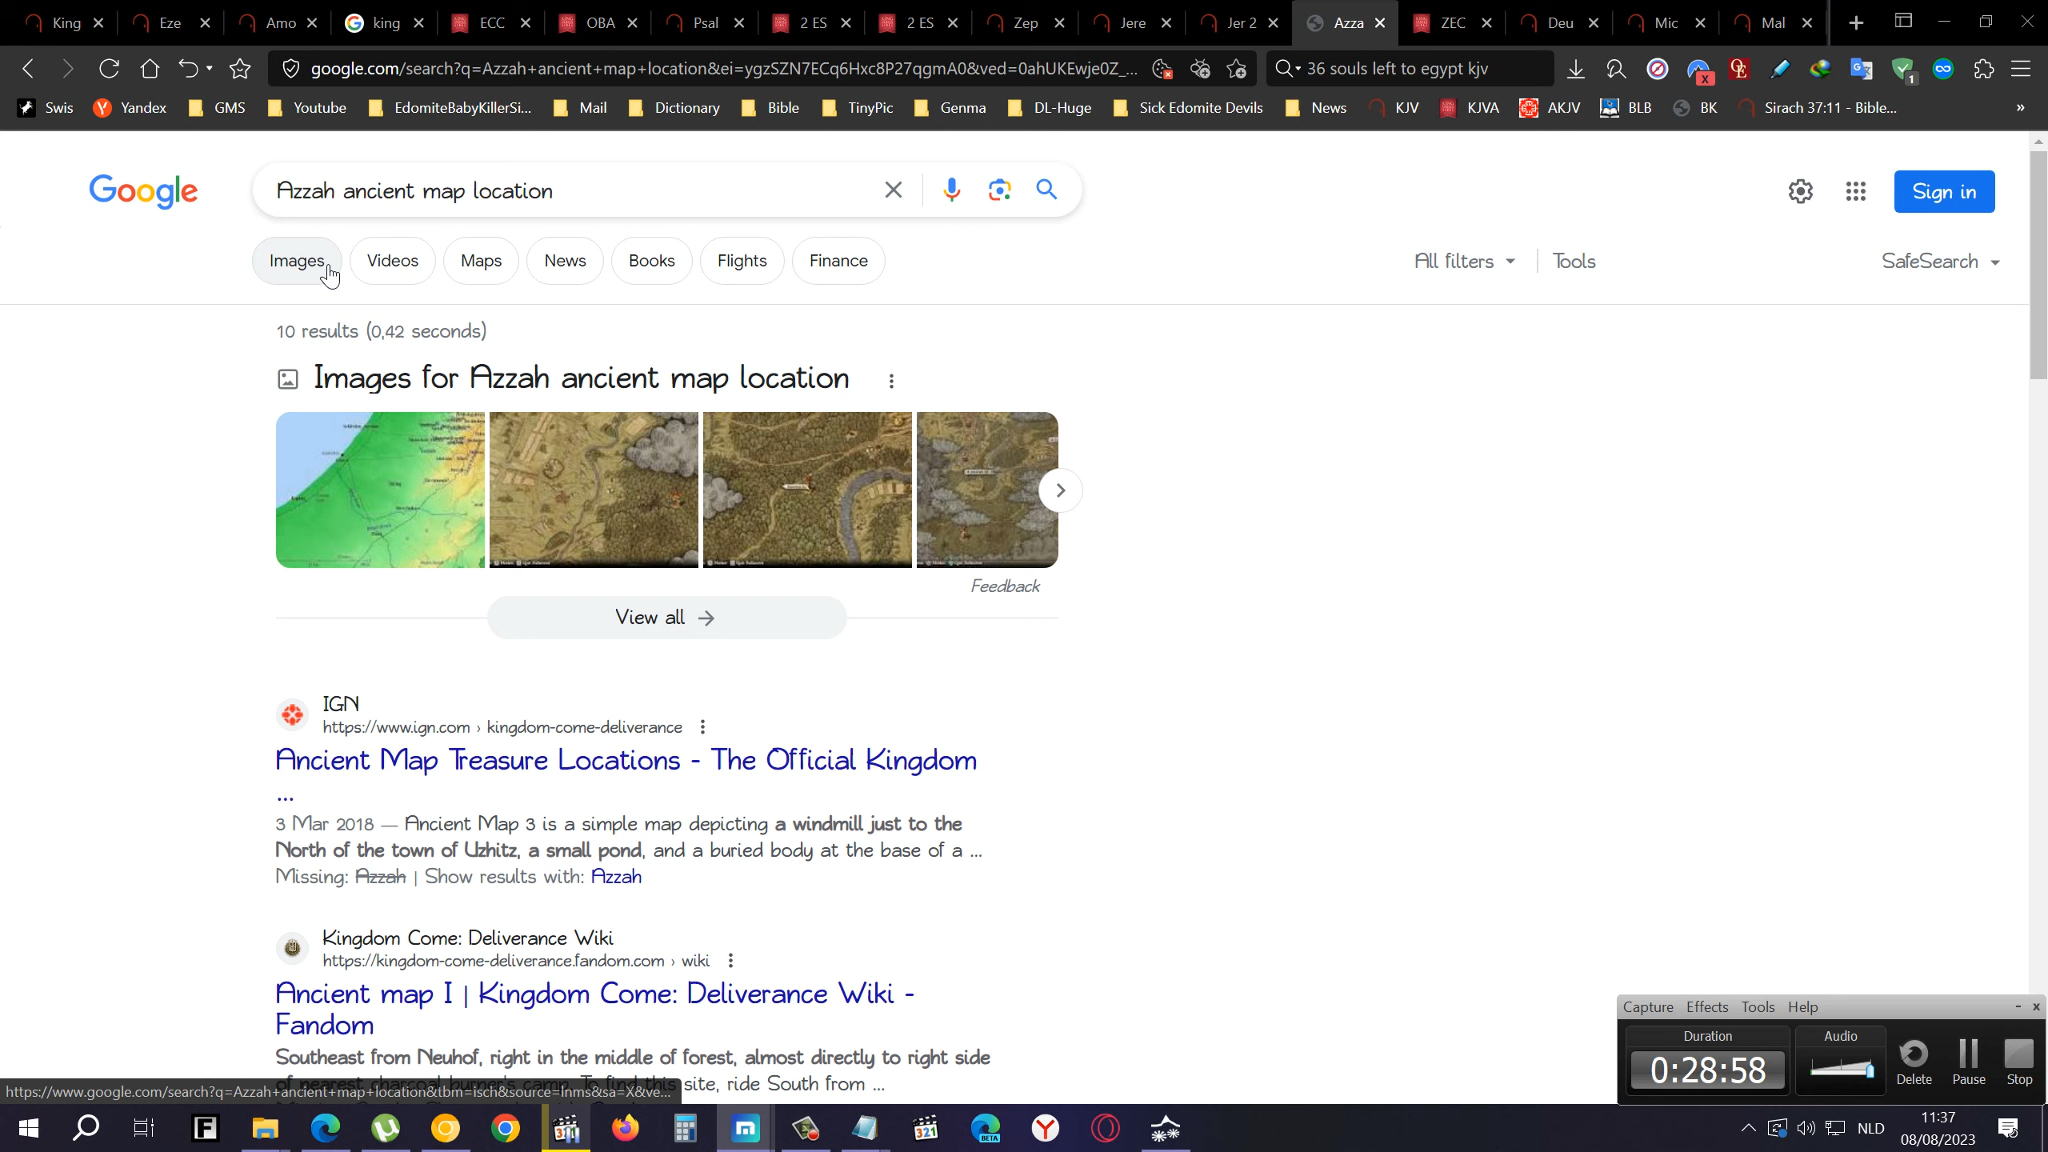 King
Eze
Amo
king
ECC
OBA
Psal
2 ES
2 ES
Zep
Jere
Jer 2
Azza
ZEC
Deu
Mic
Mal
google.com/search?q=Azzah+ancient+map+location&ei=ygzSZN7ECq6Hxc8P27qgmA0&ved=0ahUKEwje0Z_...
36 souls left to egypt kjv
Swis Yandex GMS Youtube EdomiteBabyKillerSi... Mail Dictionary Bible TinyPic Genma DL-Huge Sick Edomite Devils News KJV KJVA AKJV BLB BK Sirach 37:11 - Bible... »
Google
Azzah ancient map location
Sign in
Images Videos Maps News Books Flights Finance
All filters Tools SafeSearch
10 results (0,42 seconds)
Images for Azzah ancient map location
Feedback
View all →
IGN
https://www.ign.com › kingdom-come-deliverance
Ancient Map Treasure Locations - The Official Kingdom
...
3 Mar 2018 — Ancient Map 3 is a simple map depicting a windmill just to the
North of the town of Uzhitz, a small pond, and a buried body at the base of a ...
Missing: Azzah | Show results with: Azzah
Kingdom Come: Deliverance Wiki
https://kingdom-come-deliverance.fandom.com › wiki
Ancient map I | Kingdom Come: Deliverance Wiki -
Fandom
Southeast from Neuhof, right in the middle of forest, almost directly to right side
of nearest charcoal burner's camp. To find this site, ride South from ...
https://www.google.com/search?q=Azzah+ancient+map+location&tbm=isch&source=lnms&sa=X&ve...
Capture Effects Tools Help
Duration Audio
0:28:58
Delete Pause Stop
NLD
11:37
08/08/2023